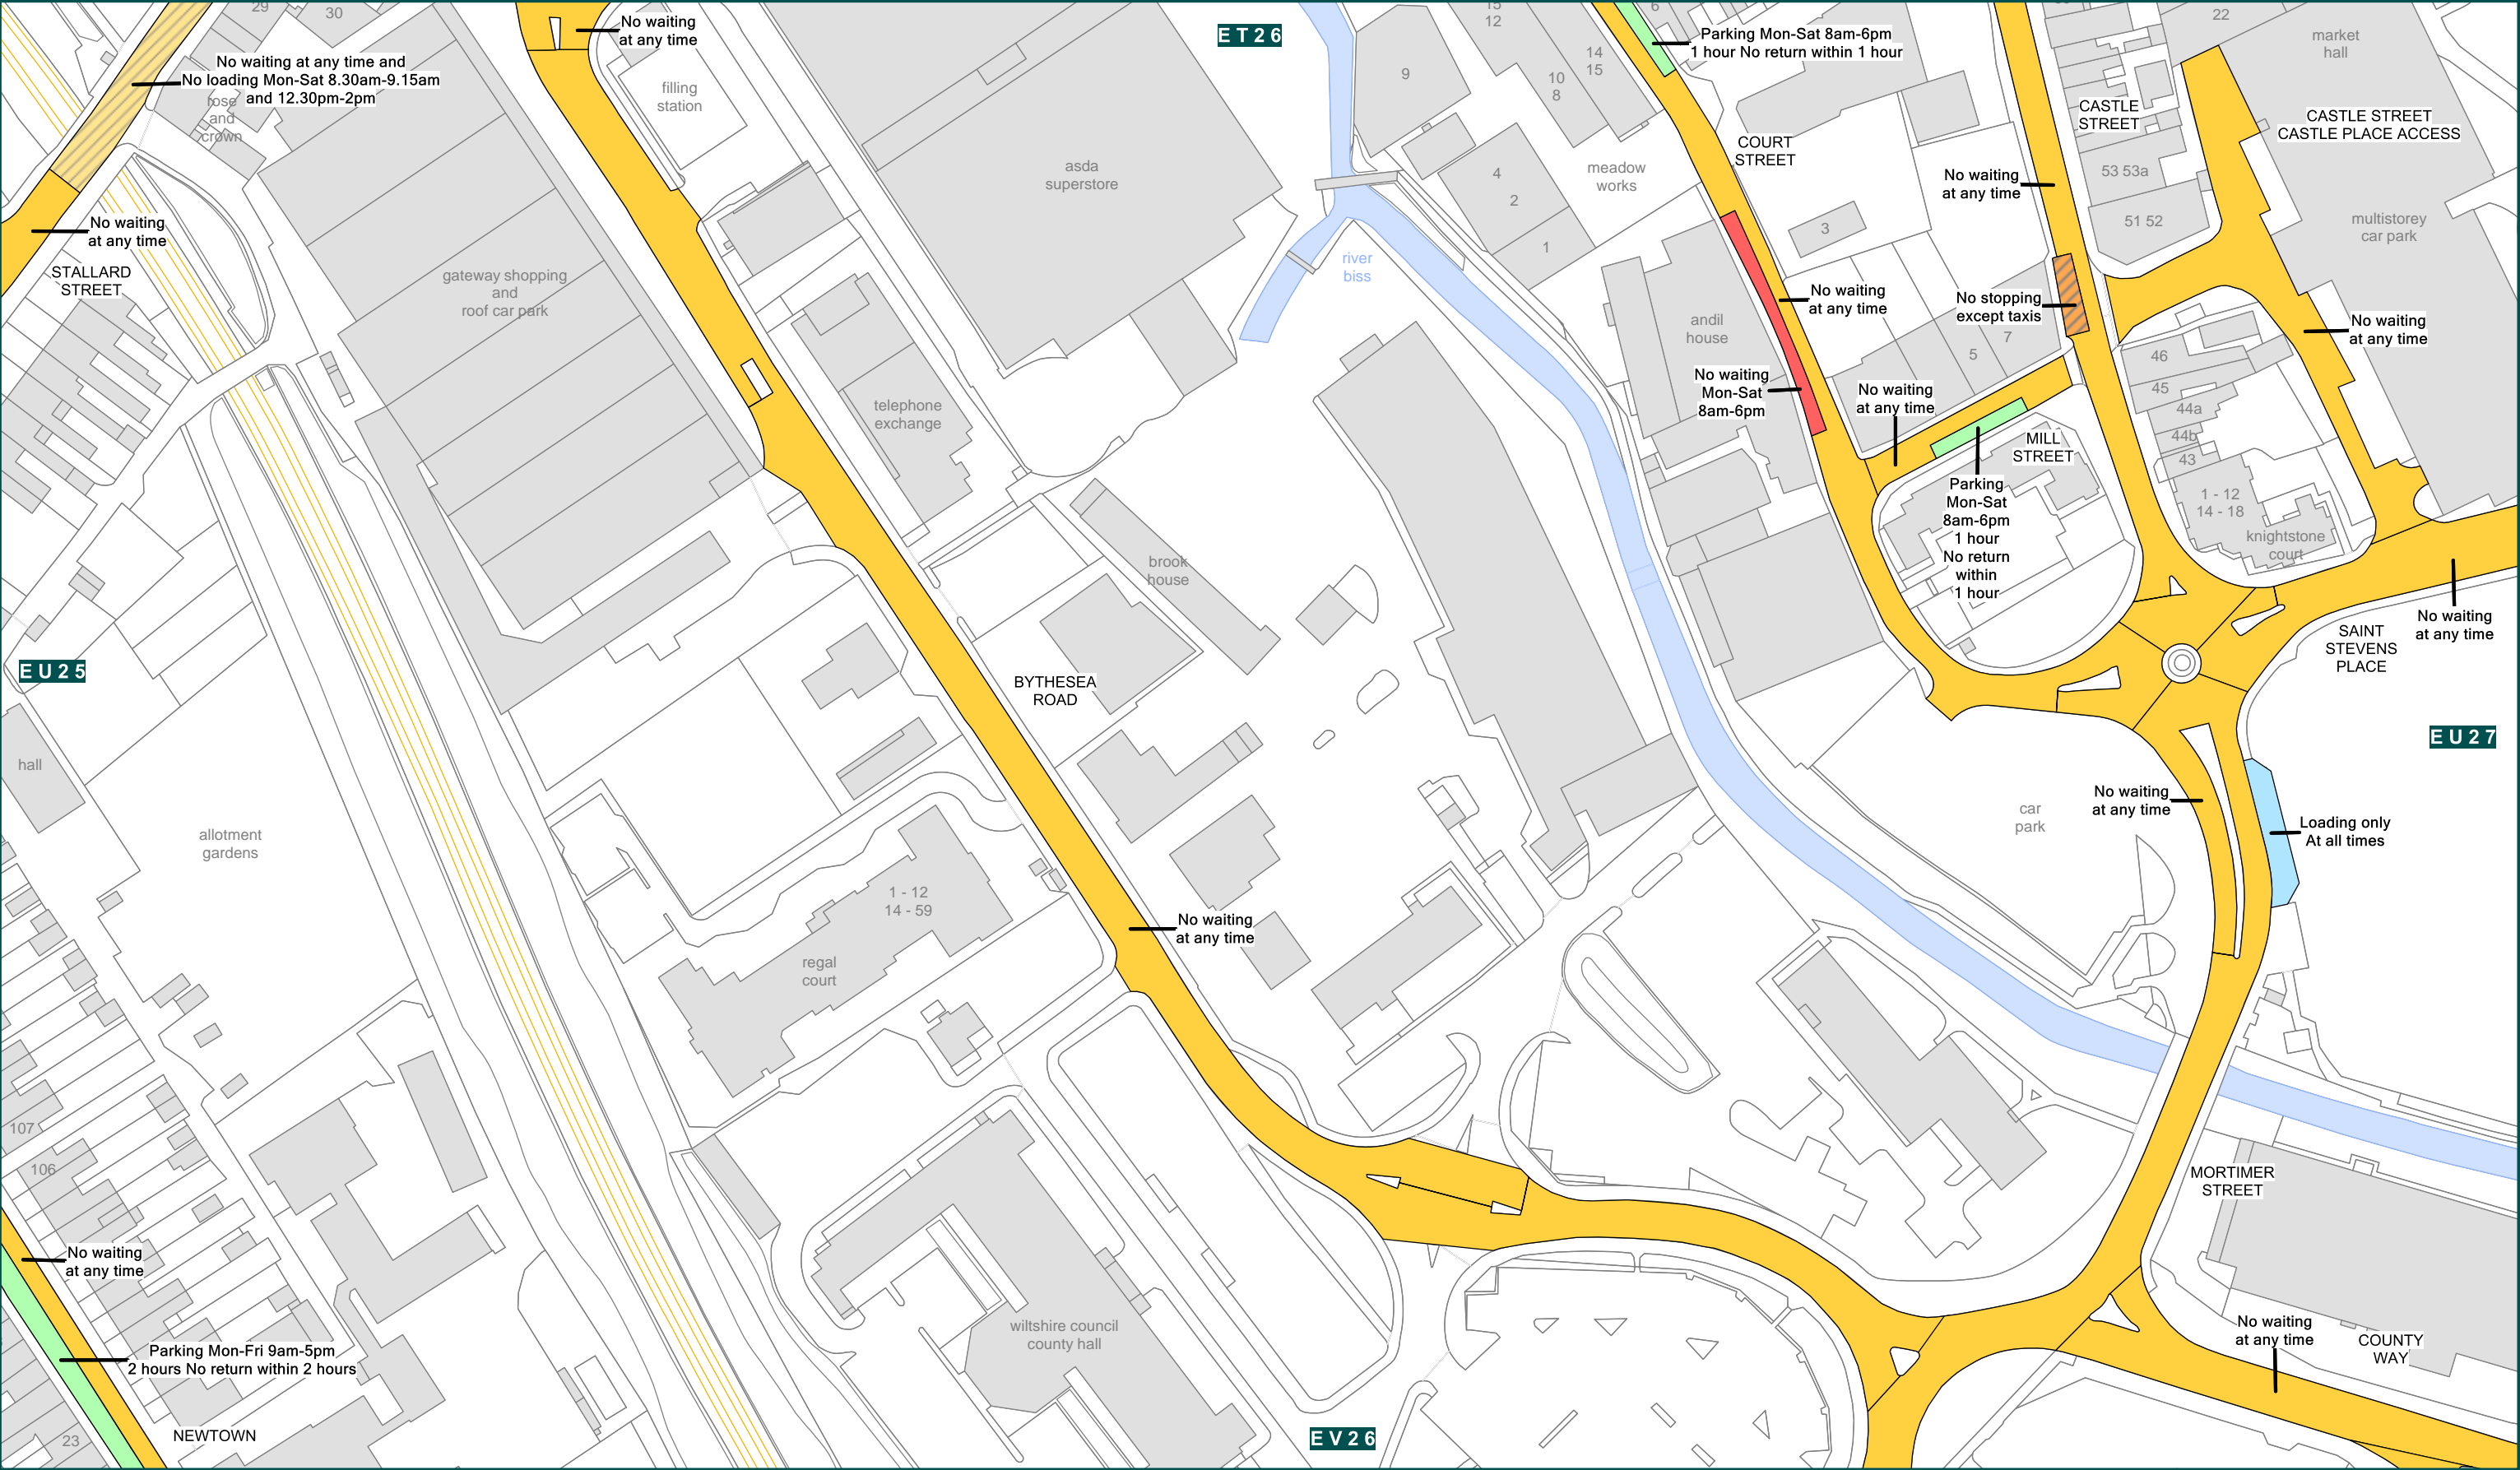 29
30
No waiting
at any time
E T 2 6
15
12
14
15
10
8
9
6
Parking Mon-Sat 8am-6pm
1 hour No return within 1 hour
22
market
hall
No waiting at any time and
No loading Mon-Sat 8.30am-9.15am
and 12.30pm-2pm
rose
and
crown
filling
station
asda
superstore
4
2
1
meadow
works
COURT
STREET
CASTLE
STREET
CASTLE STREET
CASTLE PLACE ACCESS
53 53a
51 52
No waiting
at any time
multistorey
car park
3
No waiting
at any time
STALLARD
STREET
gateway shopping
and
roof car park
river
biss
andil
house
No waiting
at any time
No stopping
except taxis
No waiting
at any time
7
5
46
45
44a
44b
43
1 - 12
14 - 18
knightstone
court
telephone
exchange
No waiting
Mon-Sat
8am-6pm
No waiting
at any time
MILL
STREET
Parking
Mon-Sat
8am-6pm
1 hour
No return
within
1 hour
brook
house
No waiting
at any time
SAINT
STEVENS
PLACE
E U 2 5
BYTHESEA
ROAD
E U 2 7
hall
allotment
gardens
car
park
No waiting
at any time
Loading only
At all times
1 - 12
14 - 59
regal
court
No waiting
at any time
107
106
MORTIMER
STREET
No waiting
at any time
Parking Mon-Fri 9am-5pm
2 hours No return within 2 hours
wiltshire council
county hall
No waiting
at any time
COUNTY
WAY
23
NEWTOWN
E V 2 6